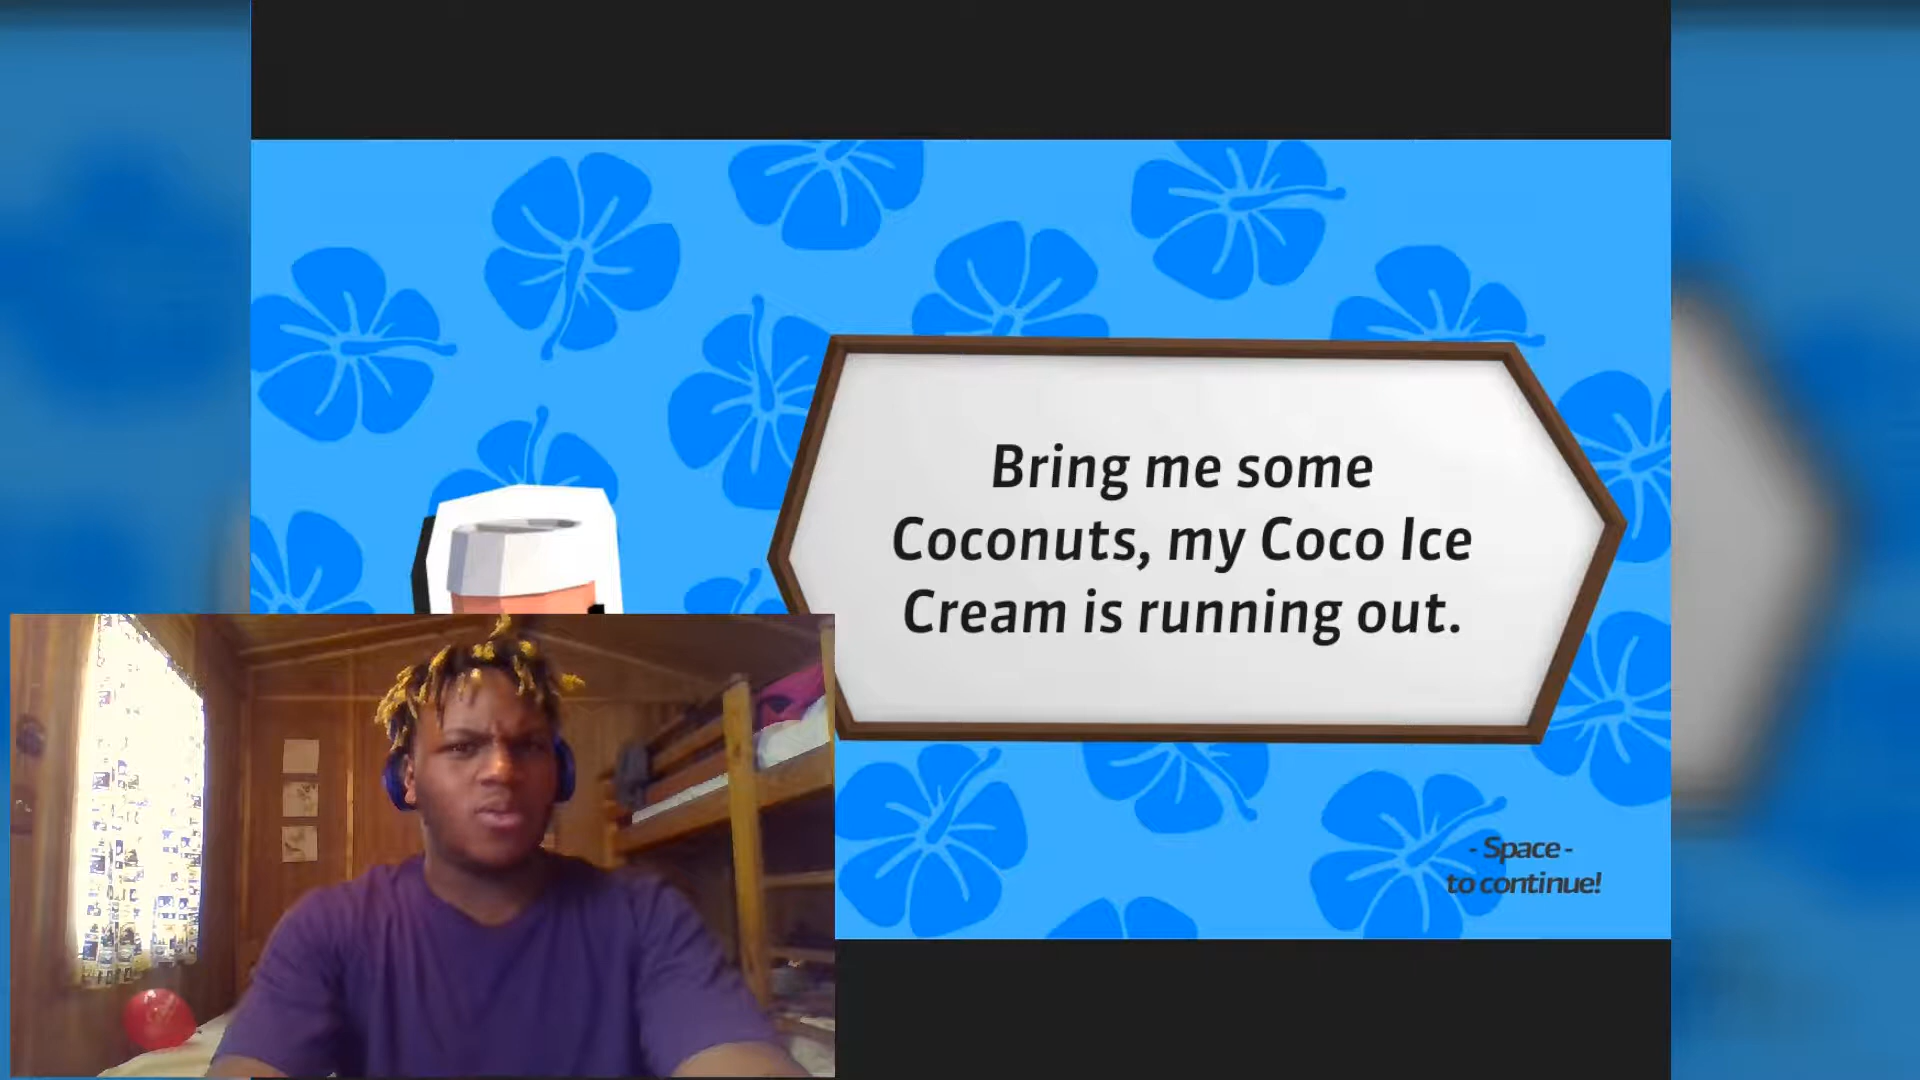 Bring me some
Coconuts, my Coco Ice
Cream is running out.
- Space -
to continue!